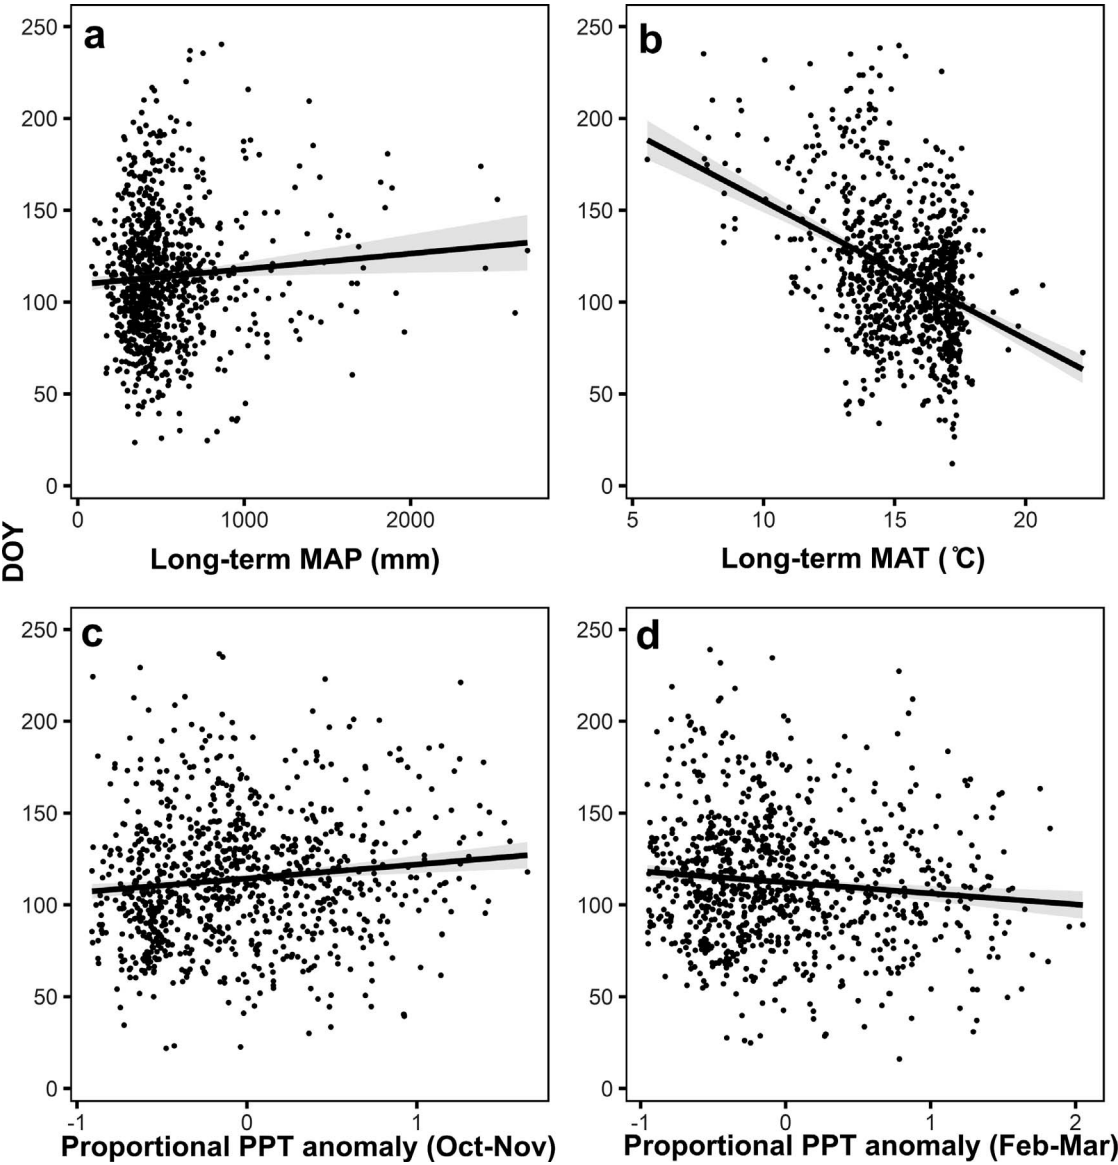 a
250
200
150
100
50
0
0 1000 2000
Long-term MAP (mm)
b
250
200
150
100
50
0
5 10 15 20
Long-term MAT (℃)
DOY
c
250
200
150
100
50
0
-1 0 1
Proportional PPT anomaly (Oct-Nov)
d
250
200
150
100
50
0
-1 0 1 2
Proportional PPT anomaly (Feb-Mar)